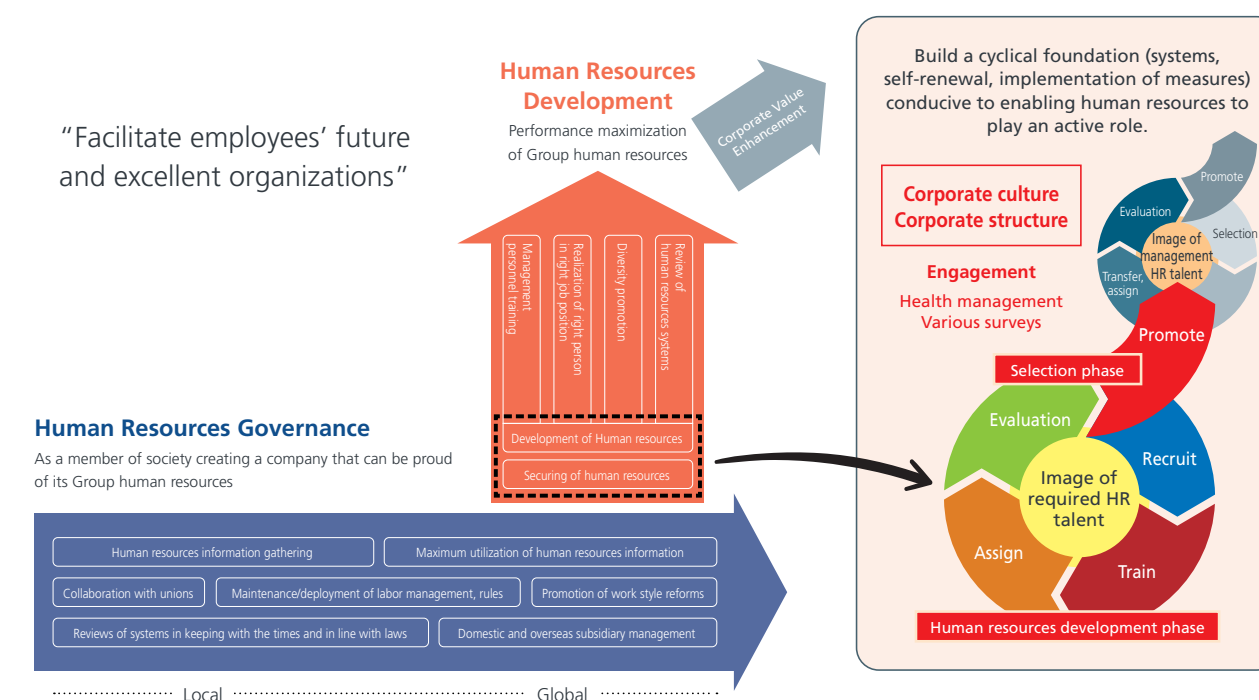 “Facilitate employees’ future
and excellent organizations”
Human Resources
Development
Performance maximization
of Group human resources
Corporate Value
Enhancement
Management
personnel training
Realization of right person
in right job position
Diversity promotion
Review of
human resources systems
Development of Human resources
Securing of human resources
Human Resources Governance
As a member of society creating a company that can be proud
of its Group human resources
Human resources information gathering
Maximum utilization of human resources information
Collaboration with unions
Maintenance/deployment of labor management, rules
Promotion of work style reforms
Reviews of systems in keeping with the times and in line with laws
Domestic and overseas subsidiary management
Local
Global
Build a cyclical foundation (systems,
self-renewal, implementation of measures)
conducive to enabling human resources to
play an active role.
Corporate culture
Corporate structure
Engagement
Health management
Various surveys
Promote
Evaluation
Selection
Image of
management
HR talent
Transfer,
assign
Promote
Selection phase
Evaluation
Recruit
Image of
required HR
talent
Assign
Train
Human resources development phase